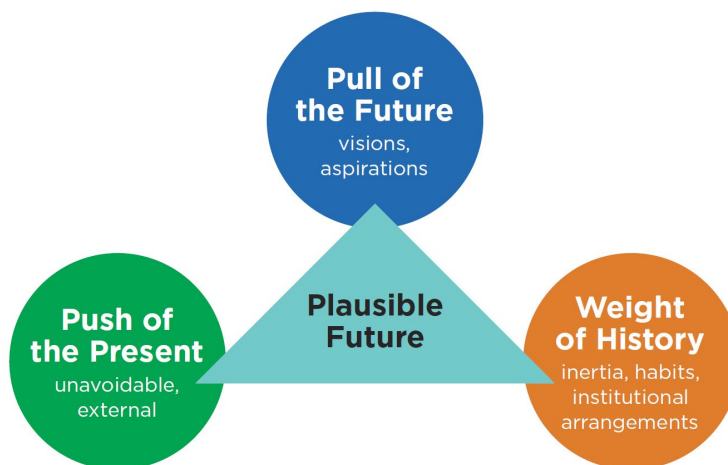 Pull of
the Future
visions,
aspirations
Plausible
Future
Push of
the Present
unavoidable,
external
Weight
of History
inertia, habits,
institutional
arrangements